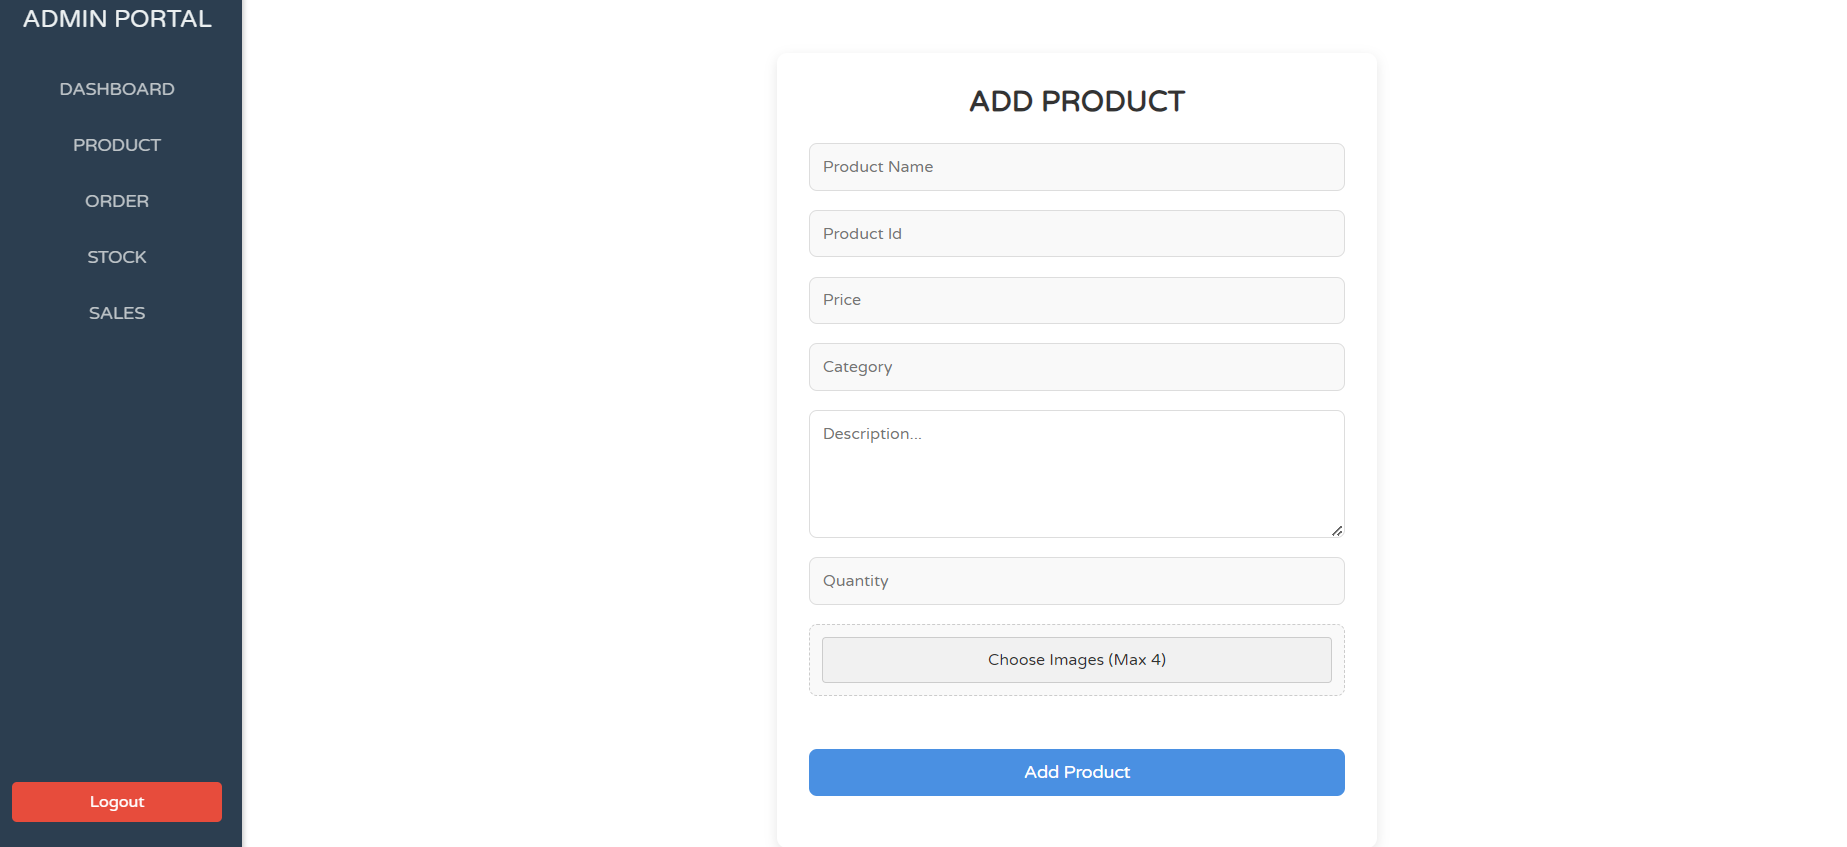 ADMIN PORTAL
DASHBOARD
PRODUCT
ORDER
STOCK
SALES
Logout
ADD PRODUCT
Product Name
Product Id
Price
Category
Description...
Quantity
Choose Images (Max 4)
Add Product